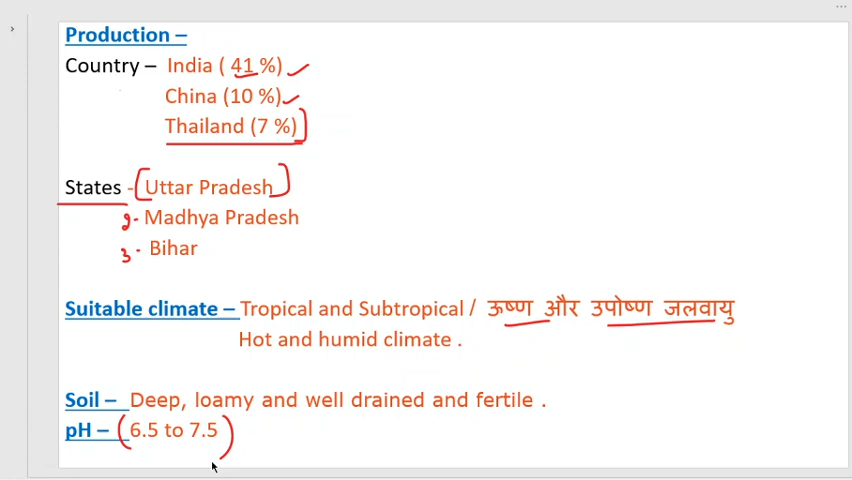 Production –
Country – India ( 41 %)
China (10 %)
Thailand (7 %)
States - Uttar Pradesh
2- Madhya Pradesh
3 - Bihar
Suitable climate – Tropical and Subtropical / ऊष्ण और उपोष्ण जलवायु
Hot and humid climate .
Soil – Deep, loamy and well drained and fertile .
pH – (6.5 to 7.5)